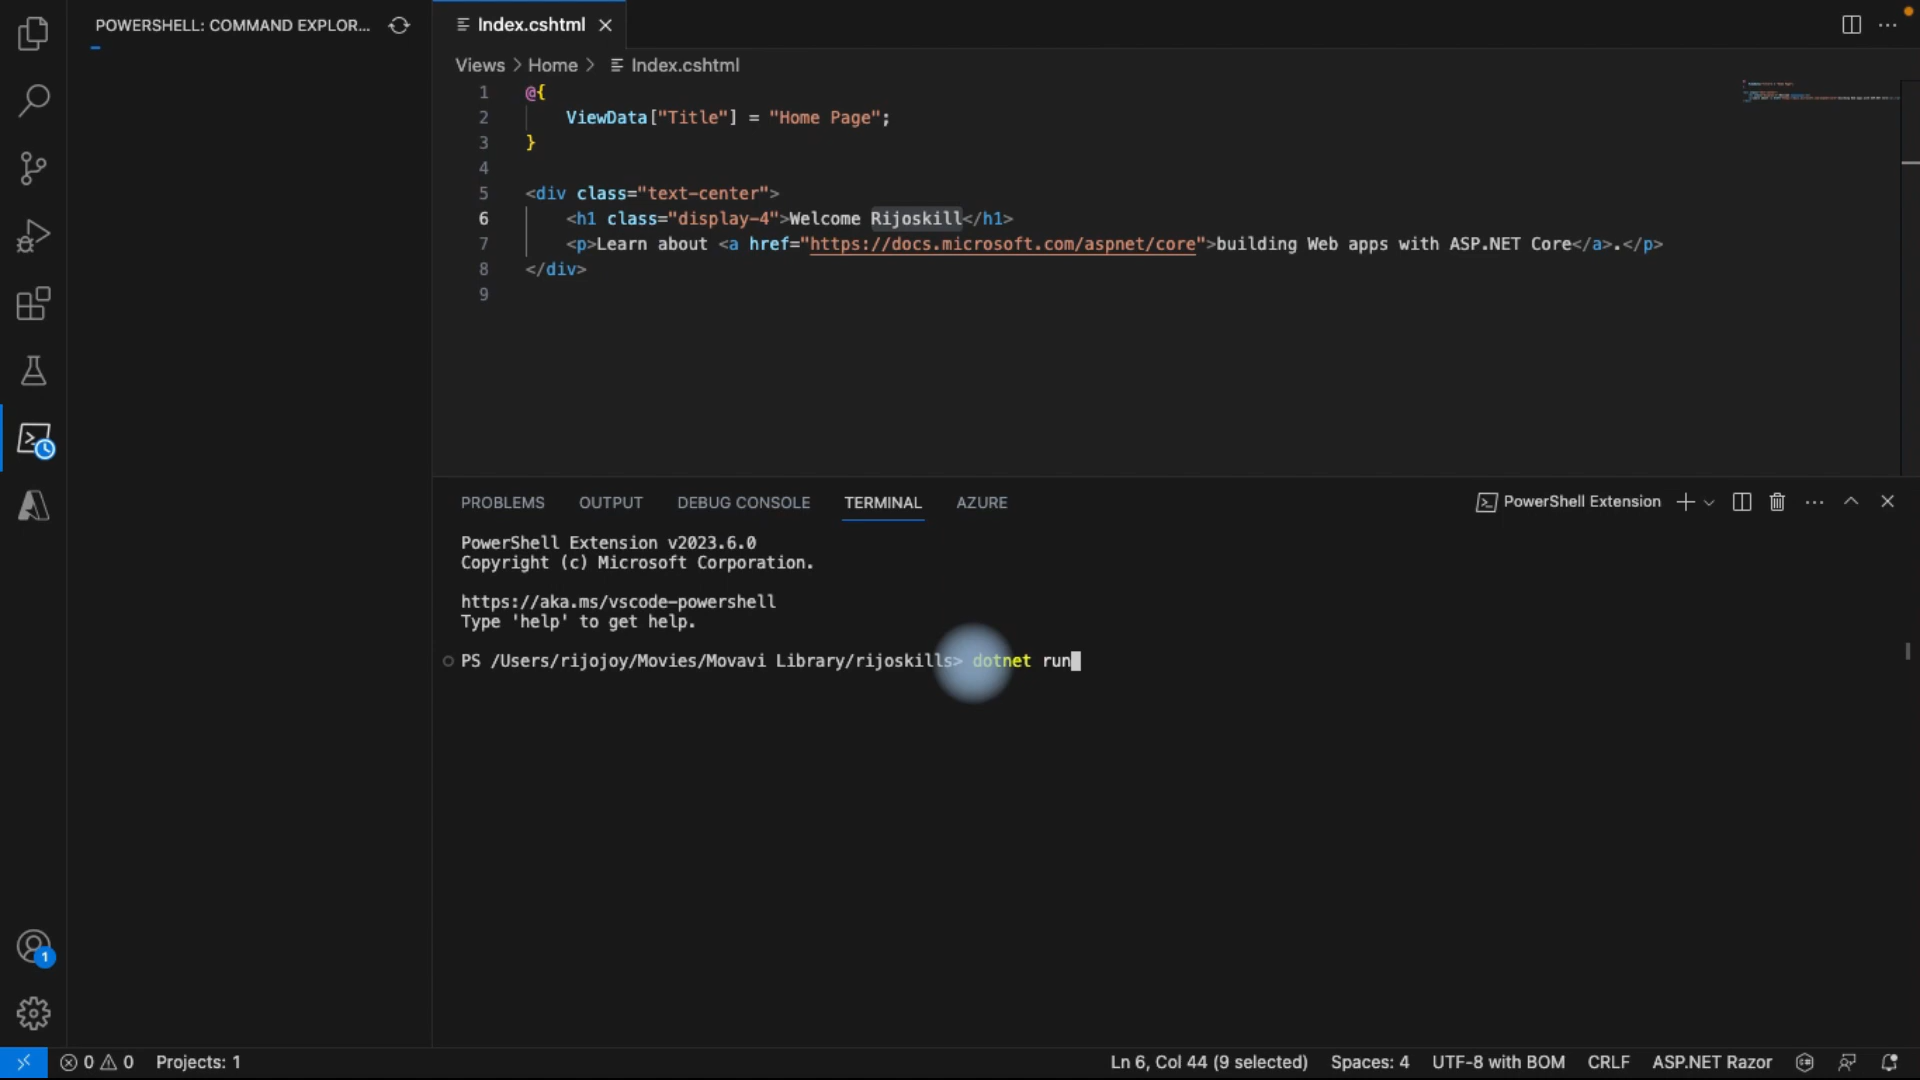 POWERSHELL: COMMAND EXPLOR...
Index.cshtml
Views > Home > Index.cshtml
1 @{
2 ViewData["Title"] = "Home Page";
3 }
4
5 <div class="text-center">
6 <h1 class="display-4">Welcome Rijoskill</h1>
7 <p>Learn about <a href="https://docs.microsoft.com/aspnet/core">building Web apps with ASP.NET Core</a>.</p>
8 </div>
9
PROBLEMS OUTPUT DEBUG CONSOLE TERMINAL AZURE PowerShell Extension
PowerShell Extension v2023.6.0
Copyright (c) Microsoft Corporation.
https://aka.ms/vscode-powershell
Type 'help' to get help.
PS /Users/rijojoy/Movies/Movavi Library/rijoskills> dotnet run
1
0 0 Projects: 1 Ln 6, Col 44 (9 selected) Spaces: 4 UTF-8 with BOM CRLF ASP.NET Razor